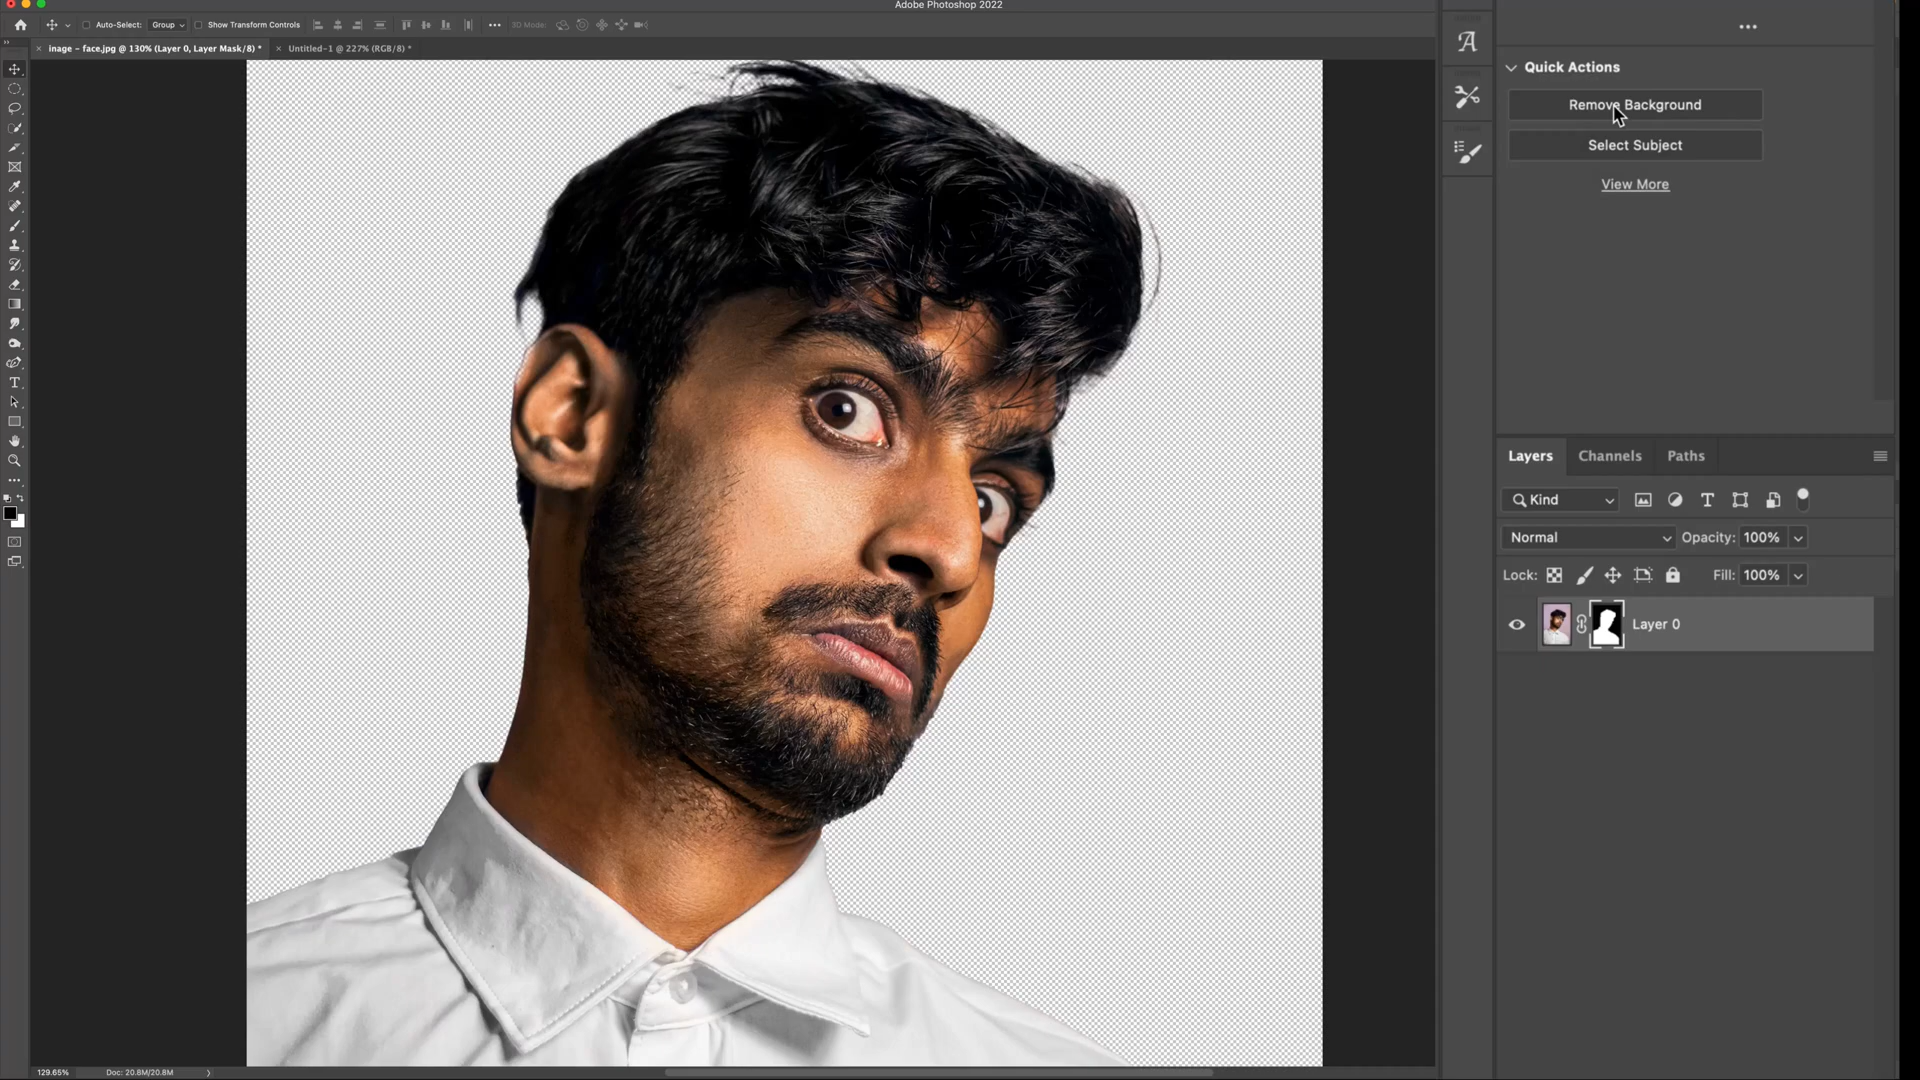 Adobe Photoshop 2022
Auto-Select: Group Show Transform Controls 3D Mode:
image – face.jpg @ 130% (Layer 0, Layer Mask/8) * Untitled-1 @ 227% (RGB/8) *
Quick Actions
Remove Background
Select Subject
View More
Layers Channels Paths
Kind
Normal Opacity: 100%
Lock: Fill: 100%
Layer 0
129.65% Doc: 20.8M/20.8M